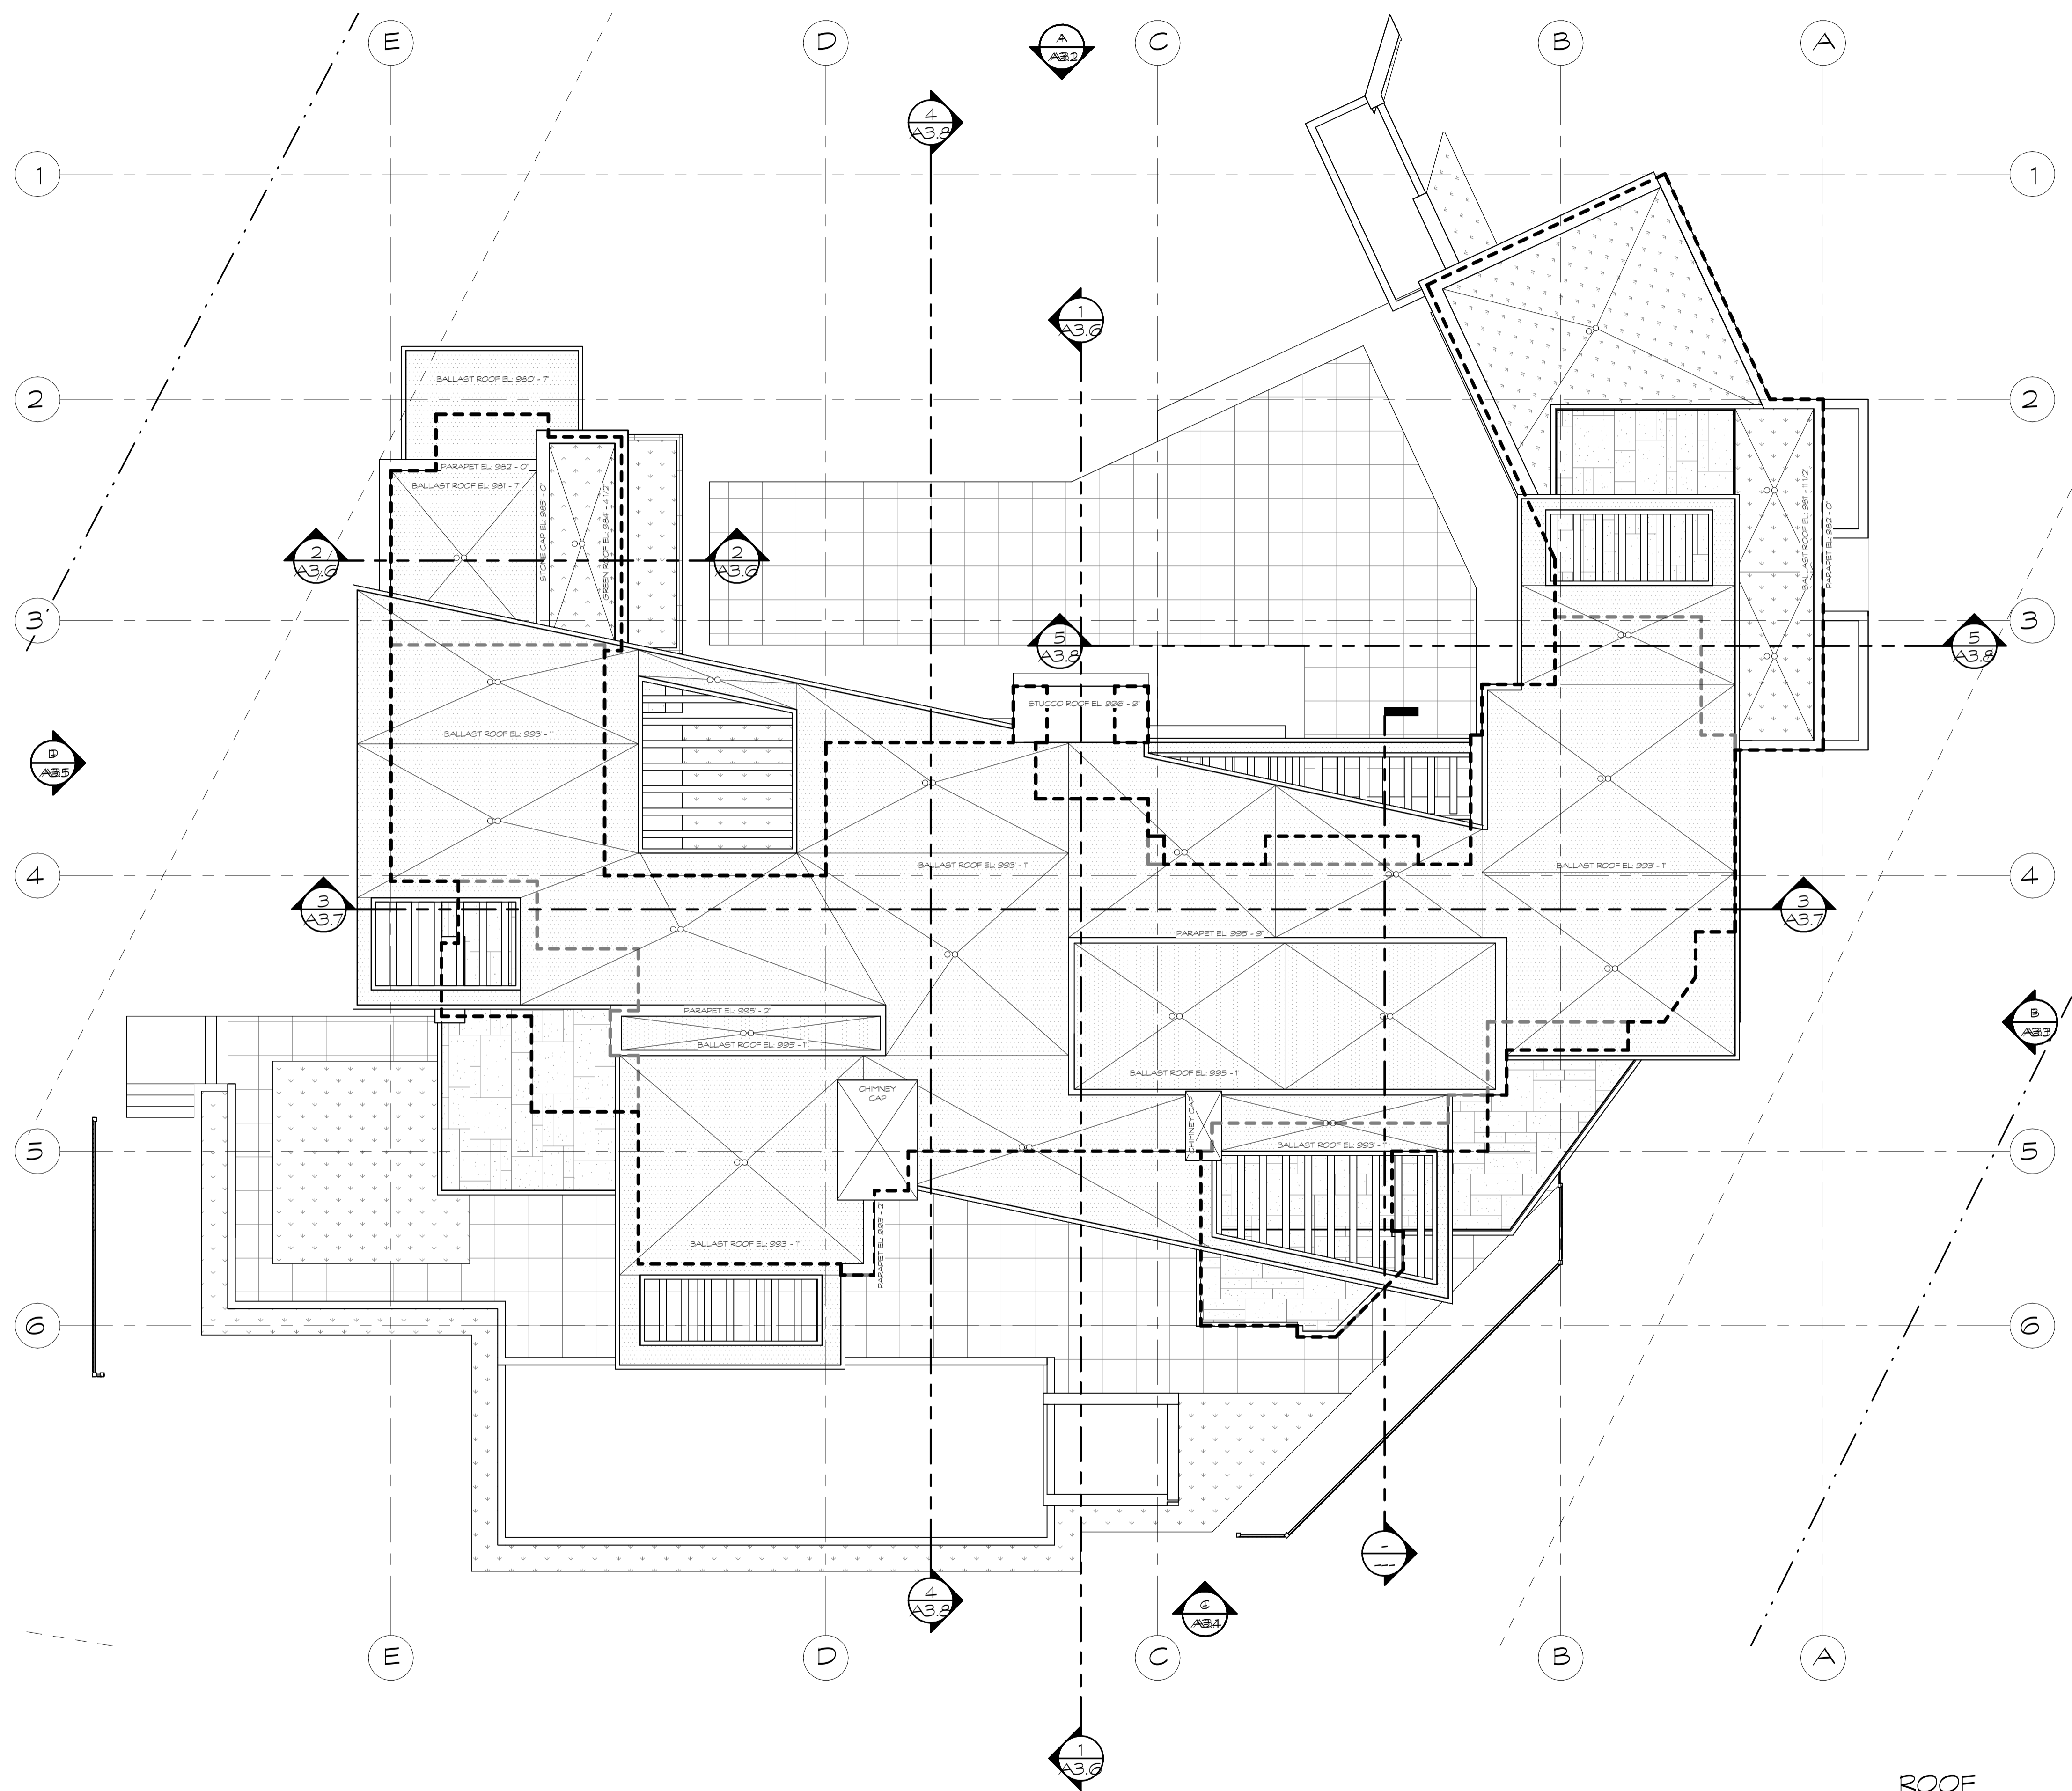 E
D
C
B
A
A
A3.2
4
A3.8
1
1
1
A3.6
BALLAST ROOF EL: 980' - 7"
2
2
PARAPET EL: 982' - 0"
BALLAST ROOF EL: 981' - 7"
STONE CAP EL: 985' - 0"
GREEN ROOF EL: 984' - 4 1/2"
BALLAST ROOF EL: 981' - 11 1/2"
PARAPET EL: 982' - 0"
2
A3.6
2
A3.6
3
3
5
A3.8
5
A3.8
STUCCO ROOF EL: 996' - 9"
BALLAST ROOF EL: 993' - 1"
D
A3.5
BALLAST ROOF EL: 993' - 1"
BALLAST ROOF EL: 993' - 1"
4
4
3
A3.7
3
A3.7
PARAPET EL: 995' - 9"
PARAPET EL: 995' - 2"
BALLAST ROOF EL: 995' - 1"
B
A3.3
BALLAST ROOF EL: 995' - 1"
CHIMNEY
CAP
CHIMNEY CAP
BALLAST ROOF EL: 993' - 1"
5
5
PARAPET EL: 993' - 2"
BALLAST ROOF EL: 993' - 1"
6
6
-
---
4
A3.8
C
A3.4
E
D
C
B
A
1
A3.6
ROOF